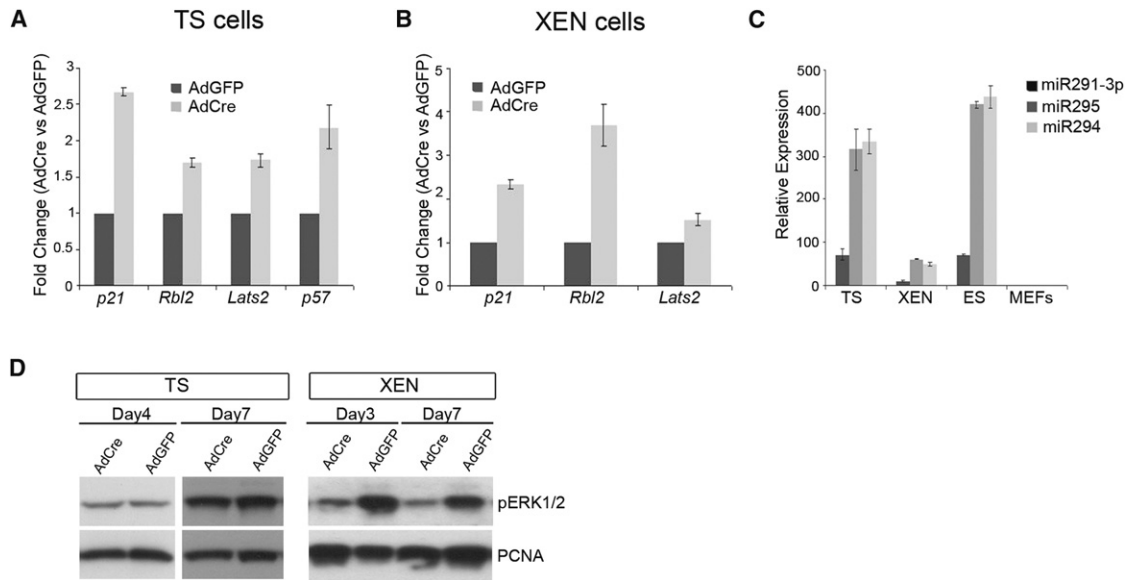 A
TS cells
Fold Change (AdCre vs AdGFP)
3
2.5
2
1.5
1
0.5
0
AdGFP
AdCre
p21
Rbl2
Lats2
p57
B
XEN cells
Fold Change (AdCre vs AdGFP)
5
4
3
2
1
0
AdGFP
AdCre
p21
Rbl2
Lats2
C
Relative Expression
500
400
300
100
100
0
miR291-3p
miR295
miR294
TS
XEN
ES
MEFs
D
TS
XEN
Day4
Day7
Day3
Day7
AdCre
AdGFP
AdCre
AdGFP
AdCre
AdGFP
AdCre
AdGFP
pERK1/2
PCNA